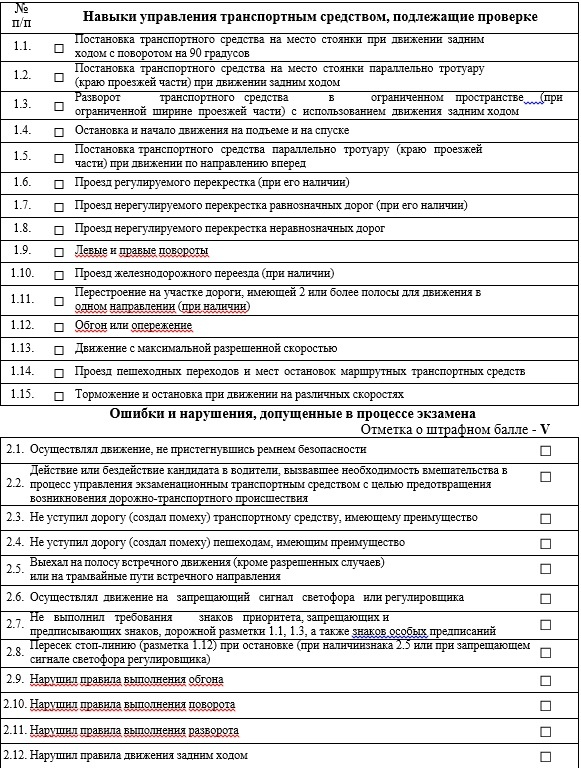 №
п/п
Навыки управления транспортным средством, подлежащие проверке
1.1. Постановка транспортного средства на место стоянки при движении задним
ходом с поворотом на 90 градусов
1.2. Постановка транспортного средства на место стоянки параллельно тротуару
(краю проезжей части) при движении задним ходом
1.3. Разворот транспортного средства в ограниченном пространстве (при
ограниченной ширине проезжей части) с использованием движения задним ходом
1.4. Остановка и начало движения на подъеме и на спуске
1.5. Постановка транспортного средства параллельно тротуару (краю проезжей
части) при движении по направлению вперед
1.6. Проезд регулируемого перекрестка (при его наличии)
1.7. Проезд нерегулируемого перекрестка равнозначных дорог (при его наличии)
1.8. Проезд нерегулируемого перекрестка неравнозначных дорог
1.9. Левые и правые повороты
1.10. Проезд железнодорожного переезда (при наличии)
1.11. Перестроение на участке дороги, имеющей 2 или более полосы для движения в
одном направлении (при наличии)
1.12. Обгон или опережение
1.13. Движение с максимальной разрешенной скоростью
1.14. Проезд пешеходных переходов и мест остановок маршрутных транспортных средств
1.15. Торможение и остановка при движении на различных скоростях
Ошибки и нарушения, допущенные в процессе экзамена
Отметка о штрафном балле - V
2.1. Осуществлял движение, не пристегнувшись ремнем безопасности
2.2. Действие или бездействие кандидата в водители, вызвавшее необходимость вмешательства в
процесс управления экзаменационным транспортным средством с целью предотвращения
возникновения дорожно-транспортного происшествия
2.3. Не уступил дорогу (создал помеху) транспортному средству, имеющему преимущество
2.4. Не уступил дорогу (создал помеху) пешеходам, имеющим преимущество
2.5. Выехал на полосу встречного движения (кроме разрешенных случаев)
или на трамвайные пути встречного направления
2.6. Осуществлял движение на запрещающий сигнал светофора или регулировщика
2.7. Не выполнил требования знаков приоритета, запрещающих и
предписывающих знаков, дорожной разметки 1.1, 1.3, а также знаков особых предписаний
2.8. Пересек стоп-линию (разметка 1.12) при остановке (при наличиизнака 2.5 или при запрещающем
сигнале светофора регулировщика)
2.9. Нарушил правила выполнения обгона
2.10. Нарушил правила выполнения поворота
2.11. Нарушил правила выполнения разворота
2.12. Нарушил правила движения задним ходом